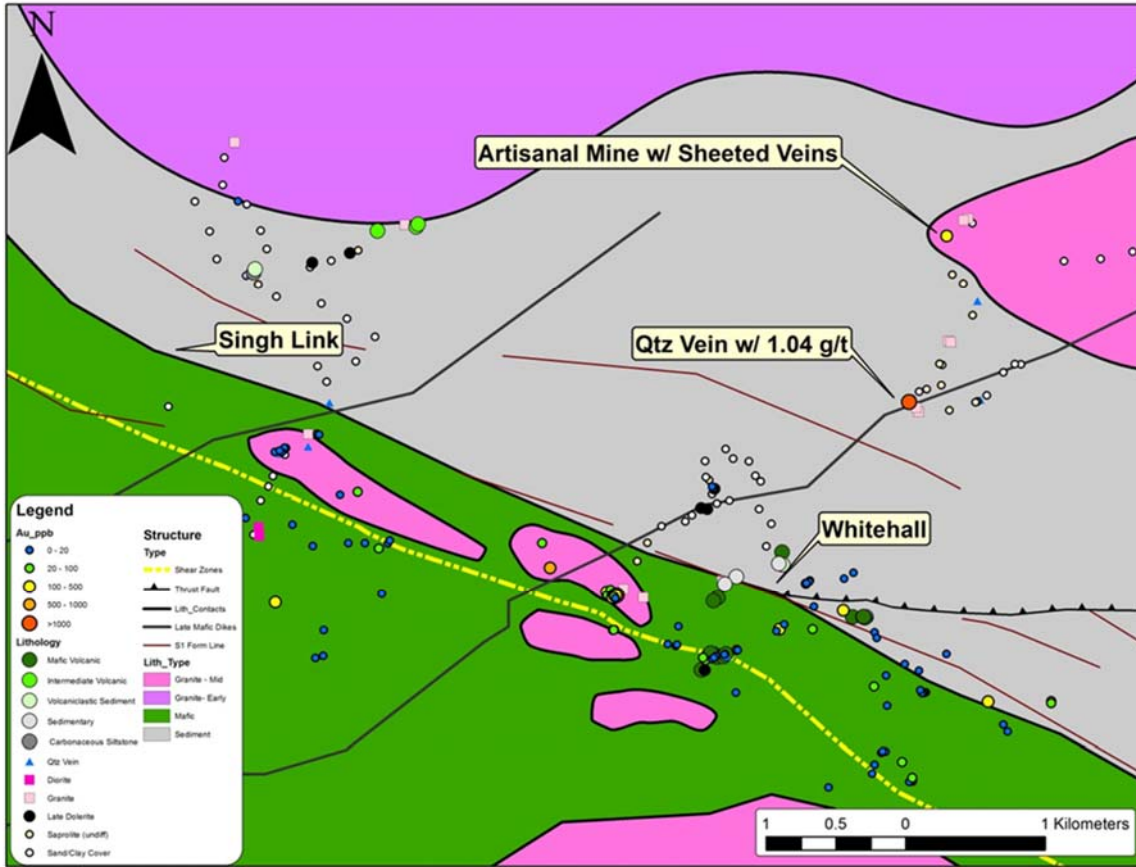 N
Artisanal Mine w/ Sheeted Veins
Singh Link
Qtz Vein w/ 1.04 g/t
Whitehall
Legend
Au_ppb
0 - 20
20 - 100
100 - 500
500 - 1000
>1000
Lithology
Mafic Volcanic
Intermediate Volcanic
Volcaniclastic Sediment
Sedimentary
Carbonaceous Siltstone
Qtz Vein
Diorite
Granite
Late Dolerite
Saprolite (undiff)
Sand/Clay Cover
Structure
Type
Shear Zones
Thrust Fault
Lith_Contacts
Late Mafic Dikes
S1 Form Line
Lith_Type
Granite - Mid
Granite- Early
Mafic
Sediment
1 0.5 0 1 Kilometers